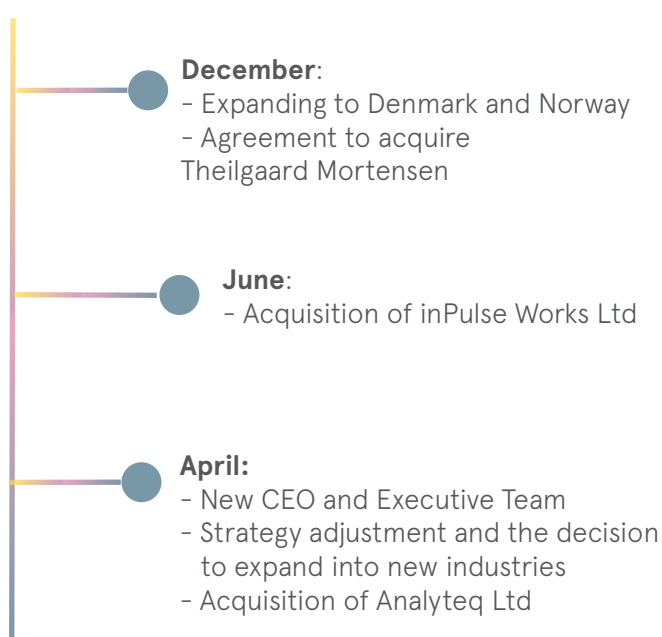 December:
- Expanding to Denmark and Norway
- Agreement to acquire
Theilgaard Mortensen
June:
- Acquisition of inPulse Works Ltd
April:
- New CEO and Executive Team
- Strategy adjustment and the decision
to expand into new industries
- Acquisition of Analyteq Ltd